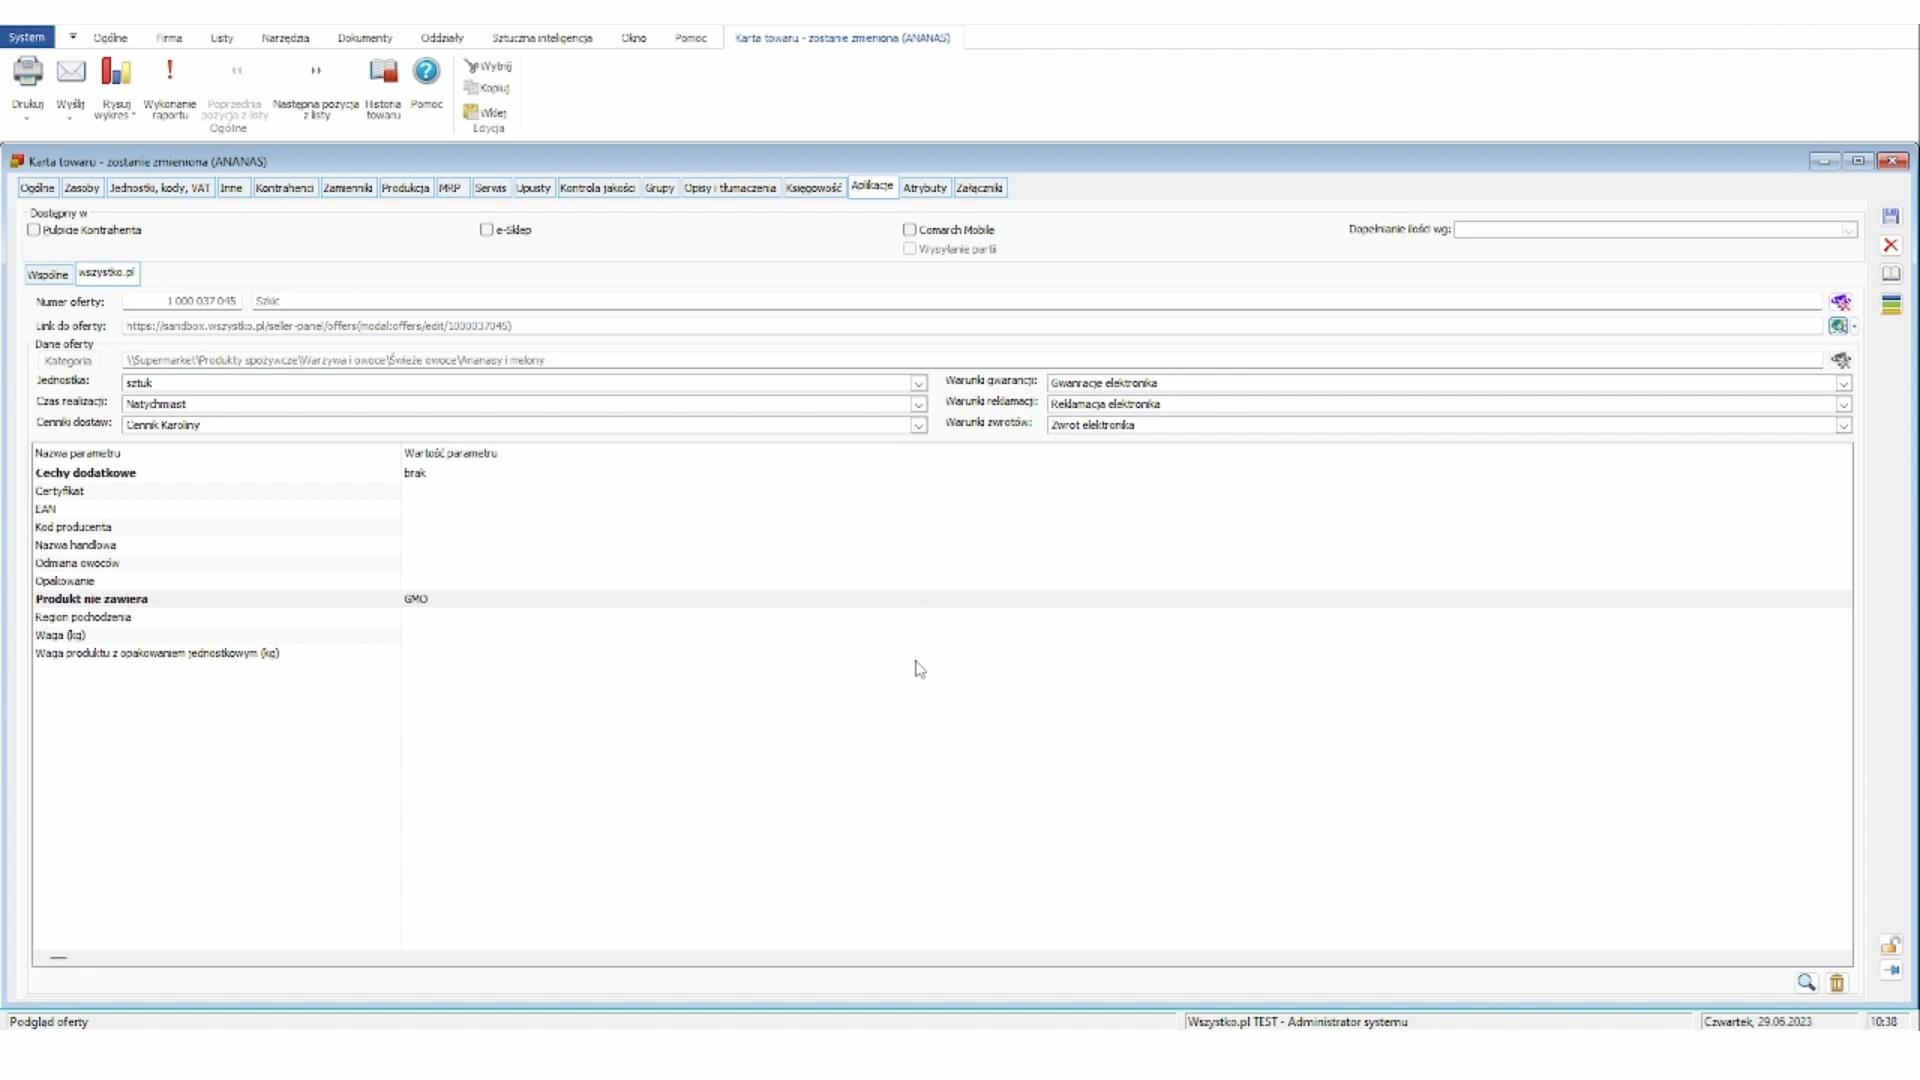 System Ogólne Firma Listy Narzędzia Dokumenty Oddziały Sztuczna inteligencja Okno Pomoc Karta towaru - zostanie zmieniona (ANANAS)
Drukuj Wyślij Rysuj wykres Wykonanie raportu Poprzednia pozycja z listy Następna pozycja z listy Historia towaru Pomoc
Wytnij
Kopiuj
Wklej
Ogólne Edycja
Karta towaru - zostanie zmieniona (ANANAS)
Ogólne Zasoby Jednostki, kody, VAT Inne Kontrahenci Zamienniki Produkcja MRP Serwis Upusty Kontrola jakości Grupy Opisy i tłumaczenia Księgowość Aplikacje Atrybuty Załączniki
Dostępny w
Pulpicie Kontrahenta e-Sklep Comarch Mobile Dopełnianie ilości wg:
Wysyłanie partii
Wspólne wszystko.pl
Numer oferty: 1 000 037 045 Szkic
Link do oferty: https://sandbox.wszystko.pl/seller-panel/offers(modal:offers/edit/1000037045)
Dane oferty
Kategoria \\Supermarket\Produkty spożywcze\Warzywa i owoce\Świeże owoce\Ananasy i melony
Jednostka: sztuk Warunki gwarancji: Gwanracje elektronika
Czas realizacji: Natychmiast Warunki reklamacji: Reklamacja elektronika
Cenniki dostaw: Cennik Karoliny Warunki zwrotów: Zwrot elektronika
Nazwa parametru Wartość parametru
Cechy dodatkowe brak
Certyfikat
EAN
Kod producenta
Nazwa handlowa
Odmiana owoców
Opakowanie
Produkt nie zawiera GMO
Region pochodzenia
Waga (kg)
Waga produktu z opakowaniem jednostkowym (kg)
Podgląd oferty Wszystko.pl TEST - Administrator systemu Czwartek, 29.06.2023 10:38